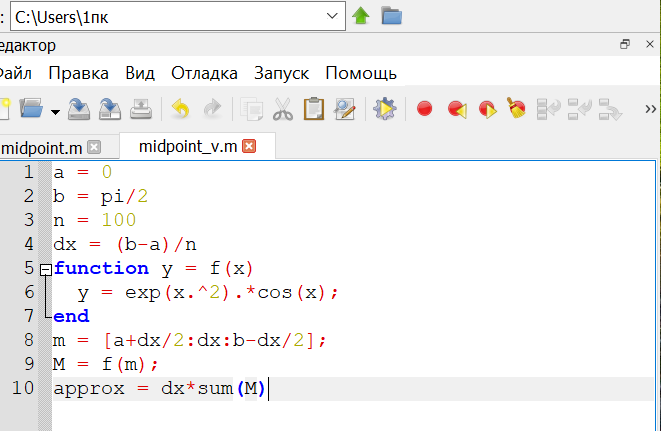 : C:\Users\1пк
едактор
Файл Правка Вид Отладка Запуск Помощь
midpoint.m midpoint_v.m
1 a = 0
2 b = pi/2
3 n = 100
4 dx = (b-a)/n
5 function y = f(x)
6 y = exp(x.^2).*cos(x);
7 end
8 m = [a+dx/2:dx:b-dx/2];
9 M = f(m);
10 approx = dx*sum(M)